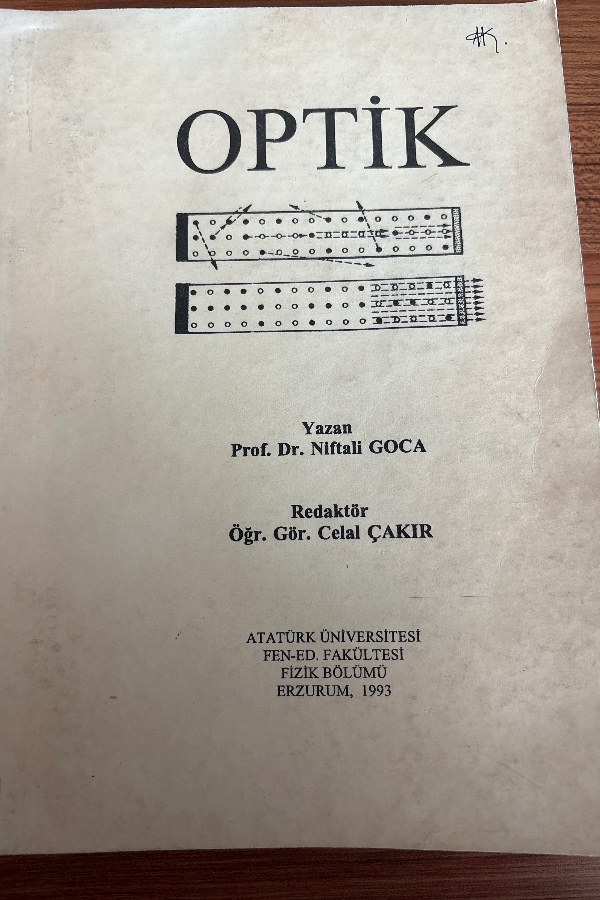 OPTİK
Yazan
Prof. Dr. Niftali GOCA
Redaktör
Öğr. Gör. Celal ÇAKIR
ATATÜRK ÜNİVERSİTESİ
FEN-ED. FAKÜLTESİ
FİZİK BÖLÜMÜ
ERZURUM, 1993